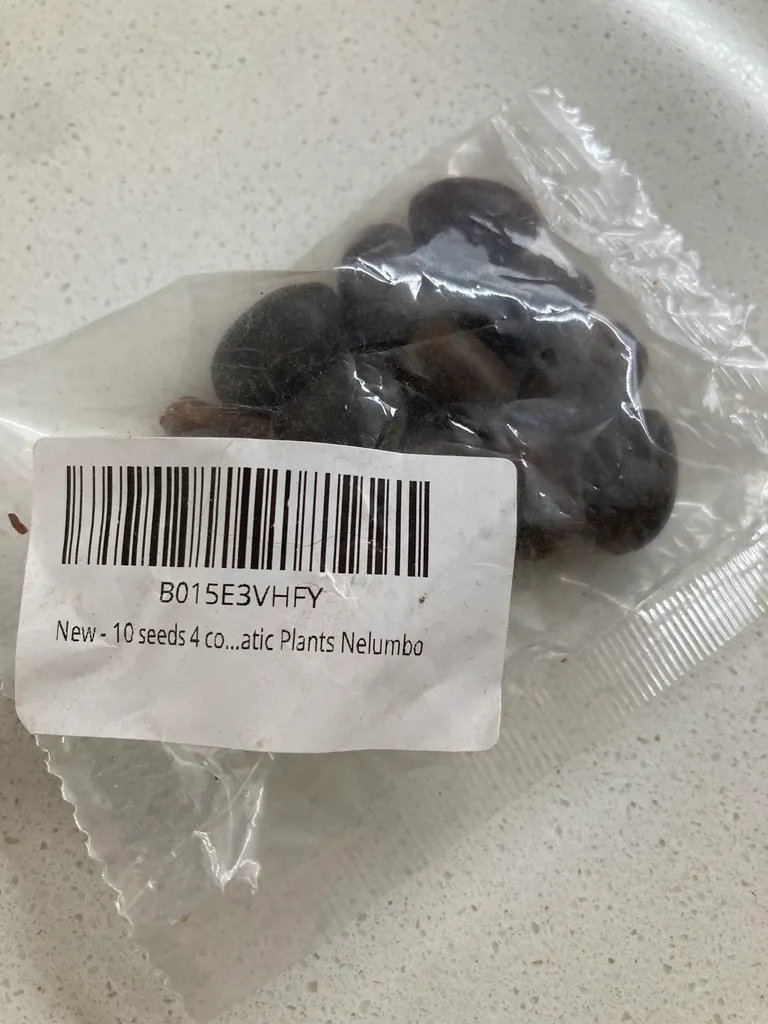 B015E3VHFY
New - 10 seeds 4 co...atic Plants Nelumbo